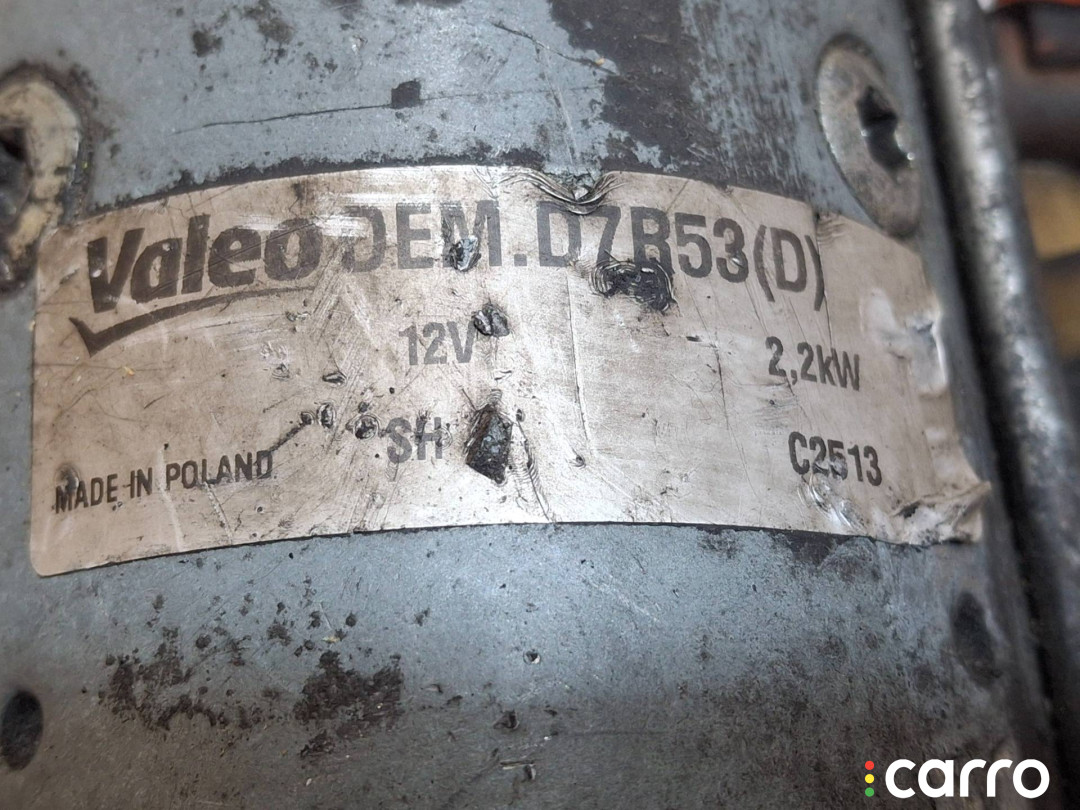 Valeo DEM.D7R53(D)
12V 2,2kW
SH C2513
MADE IN POLAND
carro